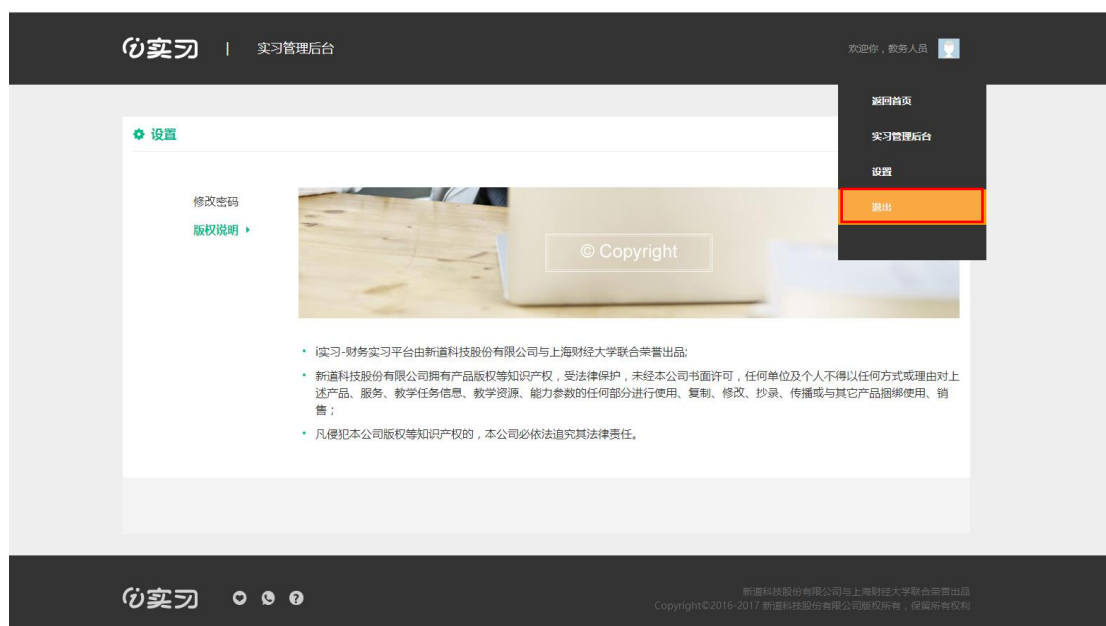 i实习 | 实习管理后台
欢迎你，教务人员
返回首页
实习管理后台
设置
退出
设置
修改密码
版权说明
© Copyright
• i实习-财务实习平台由新道科技股份有限公司与上海财经大学联合荣誉出品;
• 新道科技股份有限公司拥有产品版权等知识产权，受法律保护，未经本公司书面许可，任何单位及个人不得以任何方式或理由对上
述产品、服务、教学任务信息、教学资源、能力参数的任何部分进行使用、复制、修改、抄录、传播或与其它产品捆绑使用、销
售；
• 凡侵犯本公司版权等知识产权的，本公司必依法追究其法律责任。
i实习
新道科技股份有限公司与上海财经大学联合荣誉出品
Copyright©2016-2017 新道科技股份有限公司版权所有，保留所有权利